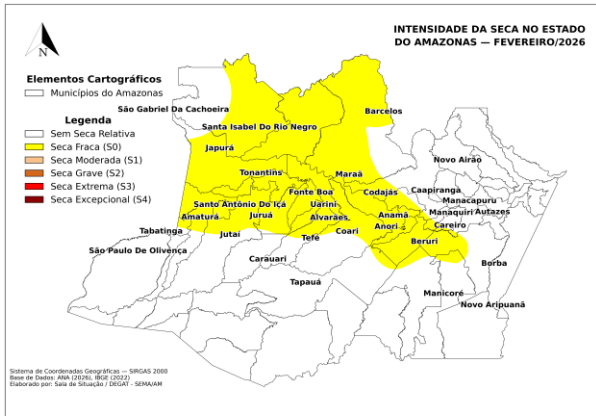 INTENSIDADE DA SECA NO ESTADO
DO AMAZONAS — FEVEREIRO/2026
N
Elementos Cartográficos
Municípios do Amazonas
Legenda
Sem Seca Relativa
Seca Fraca (S0)
Seca Moderada (S1)
Seca Grave (S2)
Seca Extrema (S3)
Seca Excepcional (S4)
São Gabriel Da Cachoeira
Barcelos
Santa Isabel Do Rio Negro
Japurá
Novo Airão
Tonantins
Maraã
Fonte Boa
Codajás
Caapiranga
Santo Antônio Do Içá
Uarini
Manacapuru
Amaturá
Juruá
Alvarães
Anamã
Manaquiri
Autazes
Tabatinga
Jutaí
Tefé
Coari
Anori
Careiro
São Paulo De Olivença
Beruri
Carauari
Borba
Tapauá
Manicoré
Novo Aripuanã
Sistema de Coordenadas Geográficas — SIRGAS 2000
Base de Dados: ANA (2026), IBGE (2022)
Elaborado por: Sala de Situação / DEGAT - SEMA/AM